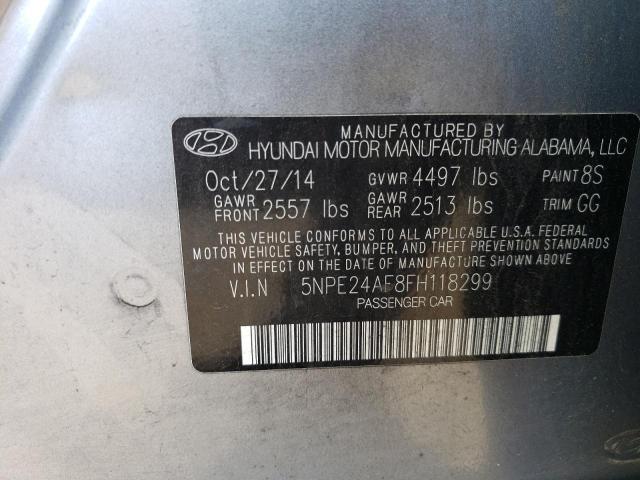 MANUFACTURED BY
HYUNDAI MOTOR MANUFACTURING ALABAMA, LLC
Oct/27/14 GVWR 4497 lbs PAINT 8S
GAWR FRONT 2557 lbs GAWR REAR 2513 lbs TRIM GG
THIS VEHICLE CONFORMS TO ALL APPLICABLE U.S.A. FEDERAL
MOTOR VEHICLE SAFETY, BUMPER, AND THEFT PREVENTION STANDARDS
IN EFFECT ON THE DATE OF MANUFACTURE SHOWN ABOVE
V.I.N 5NPE24AF8FH118299
PASSENGER CAR